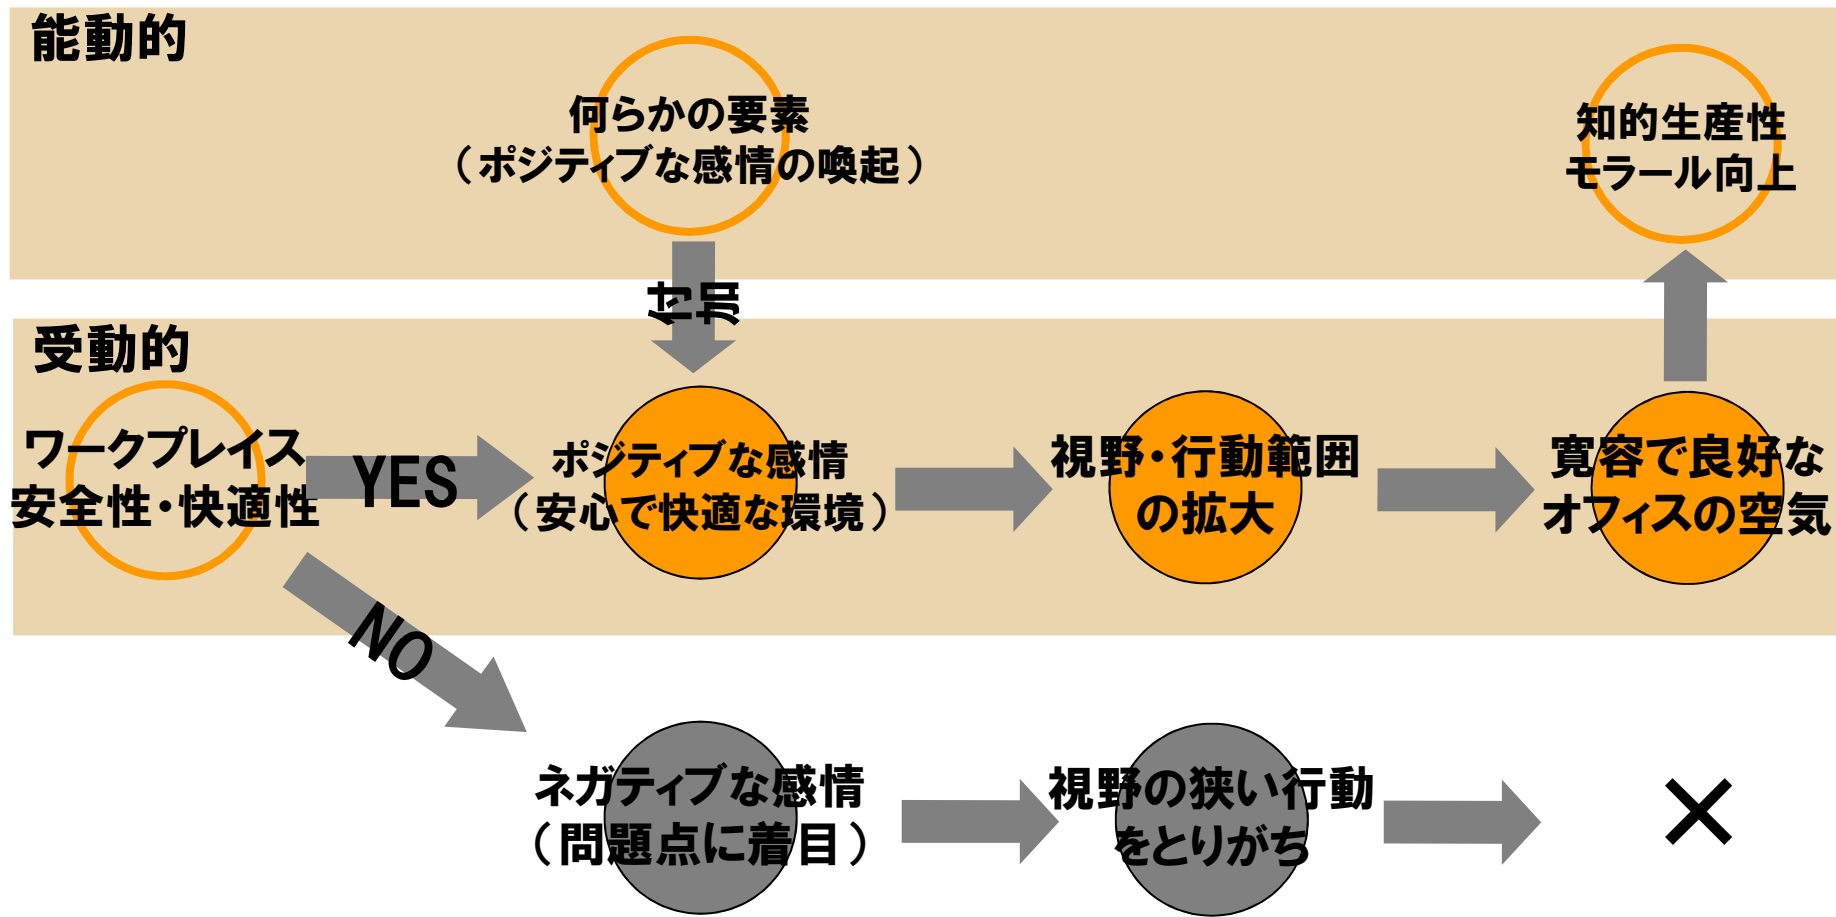 能動的
何らかの要素
（ポジティブな感情の喚起）
知的生産性
モラール向上
付加
受動的
ワークプレイス
安全性・快適性
YES
ポジティブな感情
（安心で快適な環境）
視野・行動範囲
の拡大
寛容で良好な
オフィスの空気
NO
ネガティブな感情
（問題点に着目）
視野の狭い行動
をとりがち
×